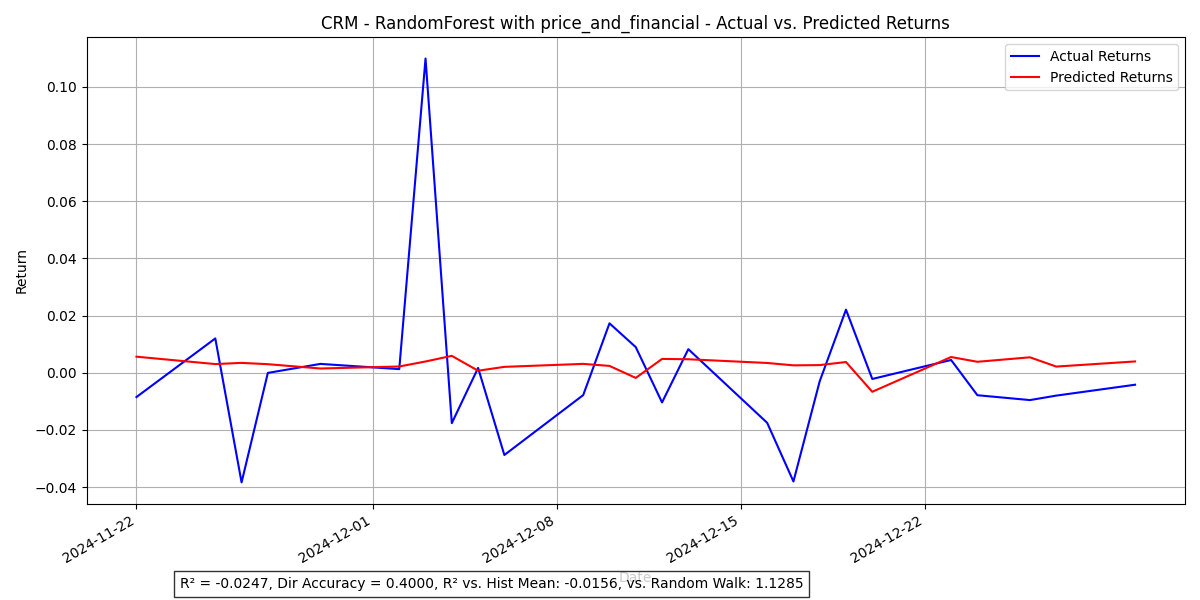 CRM - RandomForest with price_and_financial - Actual vs. Predicted Returns
Actual Returns
Predicted Returns
Return
0.10
0.08
0.06
0.04
0.02
0.00
−0.02
−0.04
2024-11-22
2024-12-01
2024-12-08
2024-12-15
2024-12-22
Date
R² = -0.0247, Dir Accuracy = 0.4000, R² vs. Hist Mean: -0.0156, vs. Random Walk: 1.1285